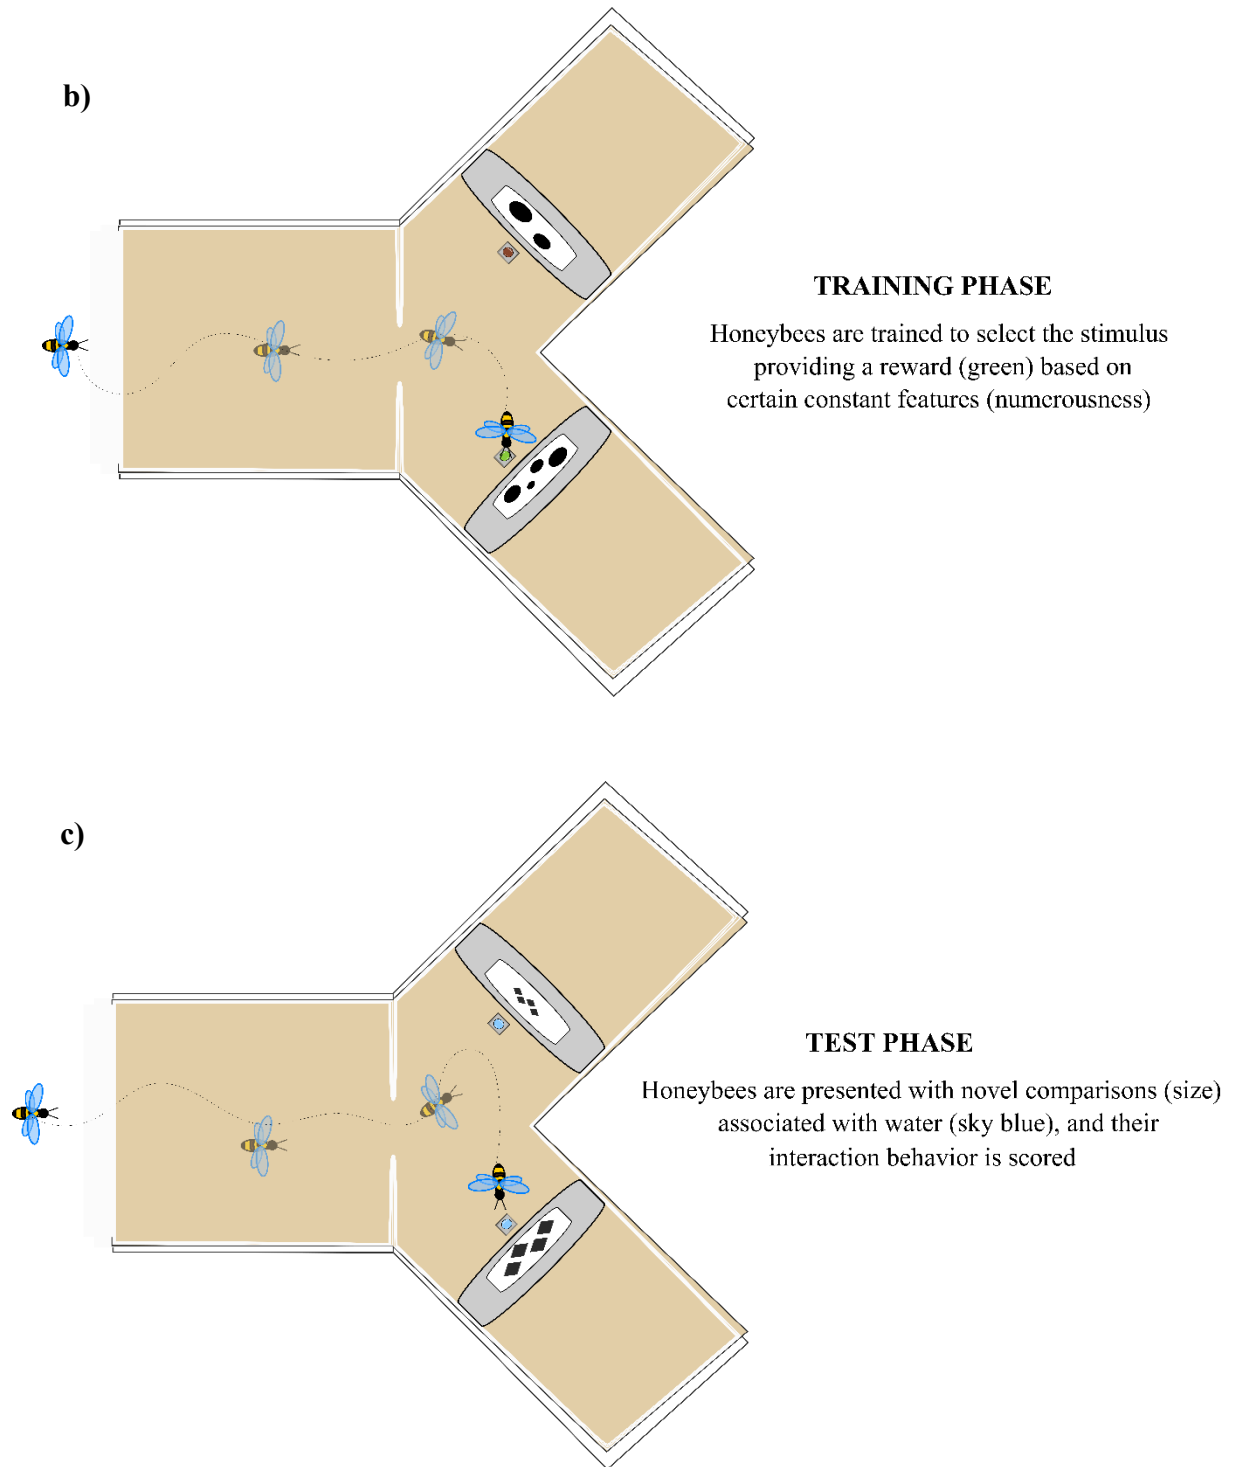 b)
TRAINING PHASE
Honeybees are trained to select the stimulus
providing a reward (green) based on
certain constant features (numerousness)
c)
TEST PHASE
Honeybees are presented with novel comparisons (size)
associated with water (sky blue), and their
interaction behavior is scored